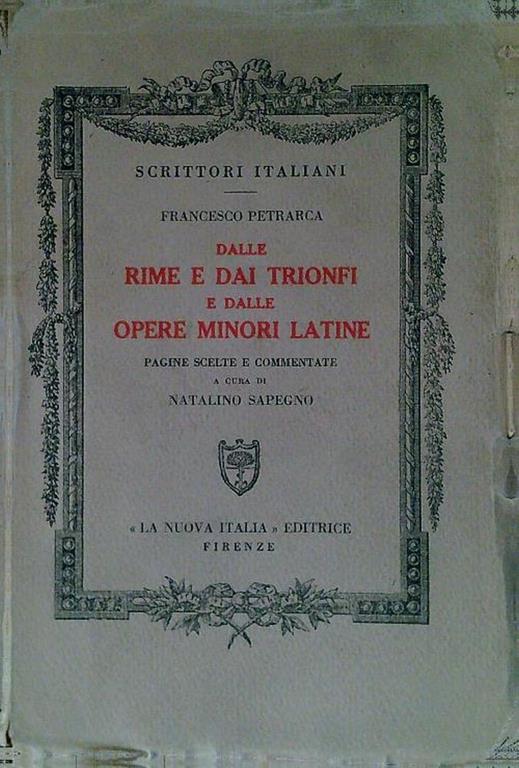 SCRITTORI ITALIANI
FRANCESCO PETRARCA
DALLE
RIME E DAI TRIONFI
E DALLE
OPERE MINORI LATINE
PAGINE SCELTE E COMMENTATE
A CURA DI
NATALINO SAPEGNO
« LA NUOVA ITALIA » EDITRICE
FIRENZE